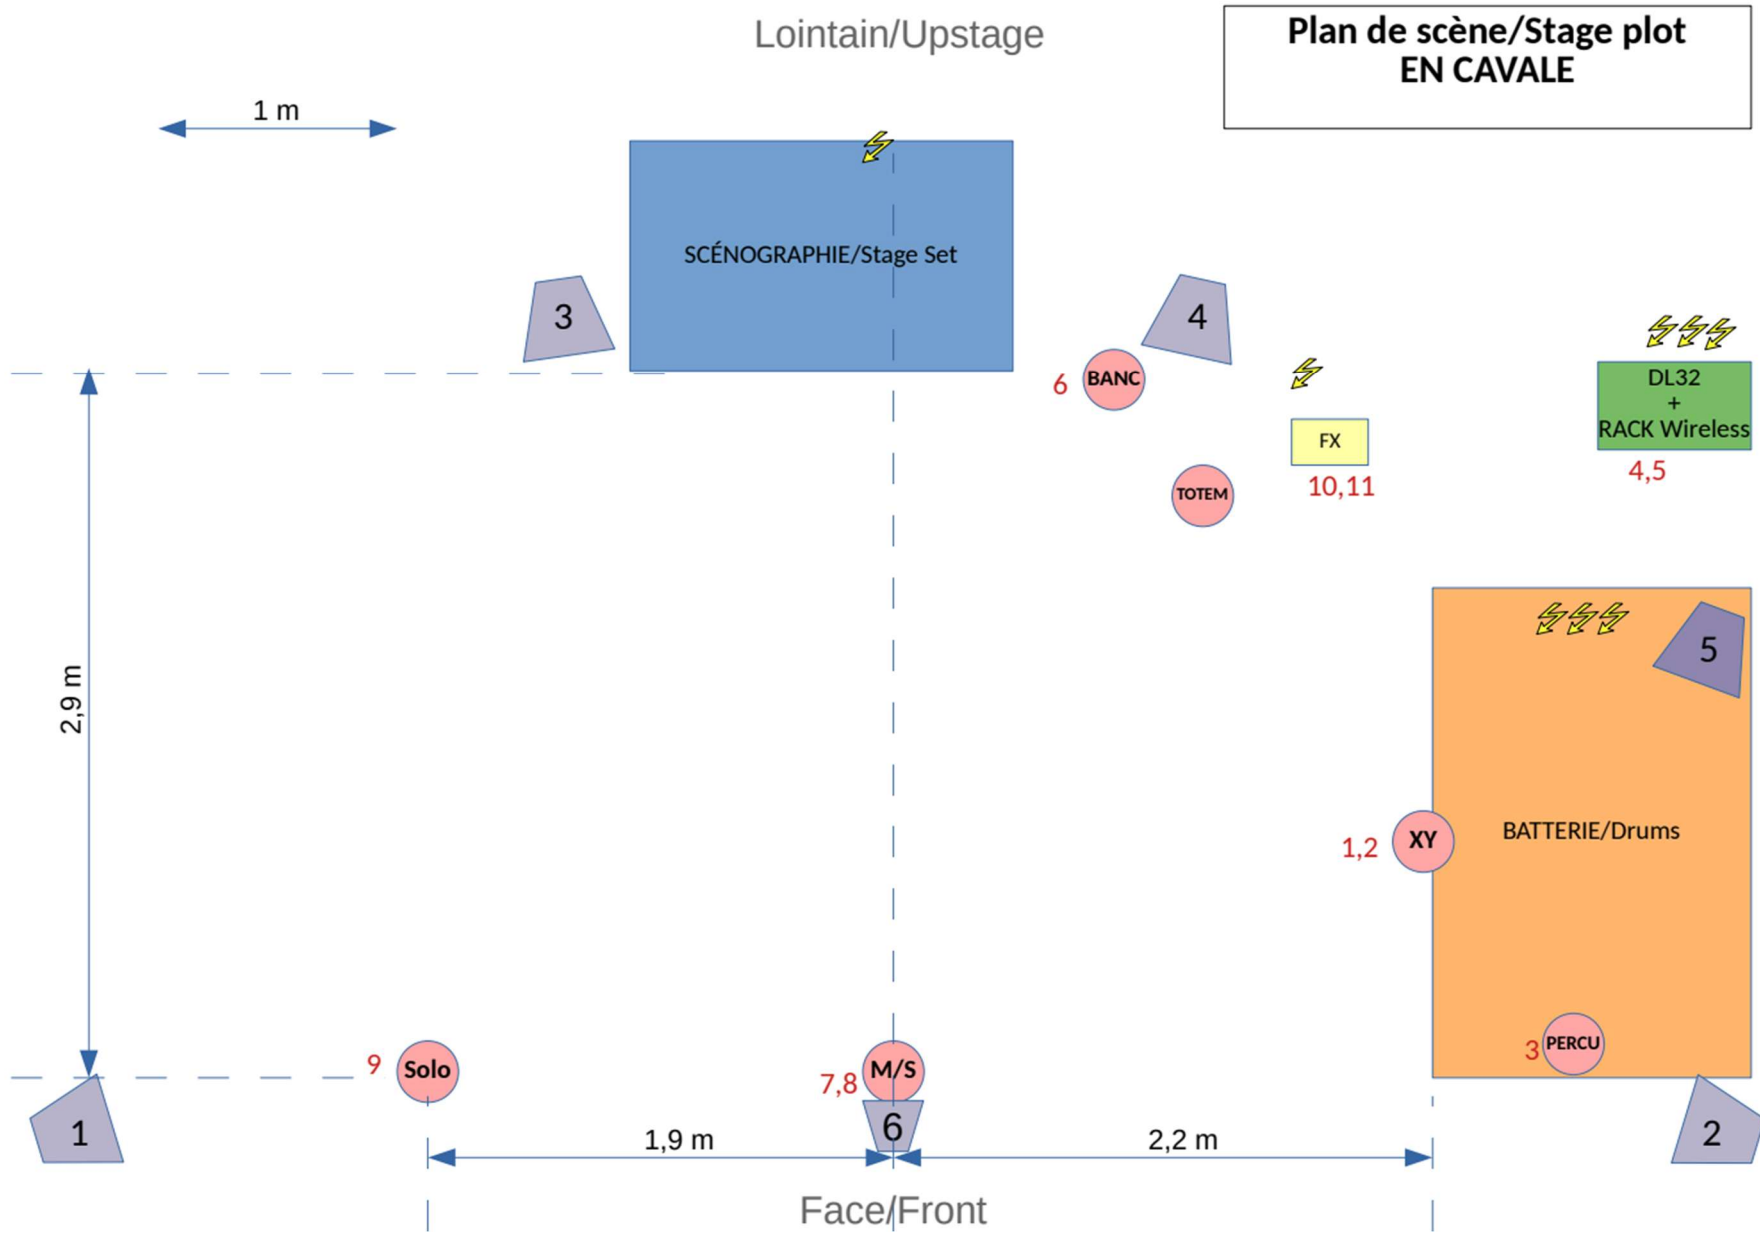 Lointain/Upstage
Plan de scène/Stage plot
EN CAVALE
1 m
SCÉNOGRAPHIE/Stage Set
3
4
6
BANC
DL32
+
RACK Wireless
4,5
FX
10,11
TOTEM
5
2,9 m
BATTERIE/Drums
XY
1,2
PERCU
3
9
Solo
7,8
M/S
1
6
2
1,9 m
2,2 m
Face/Front